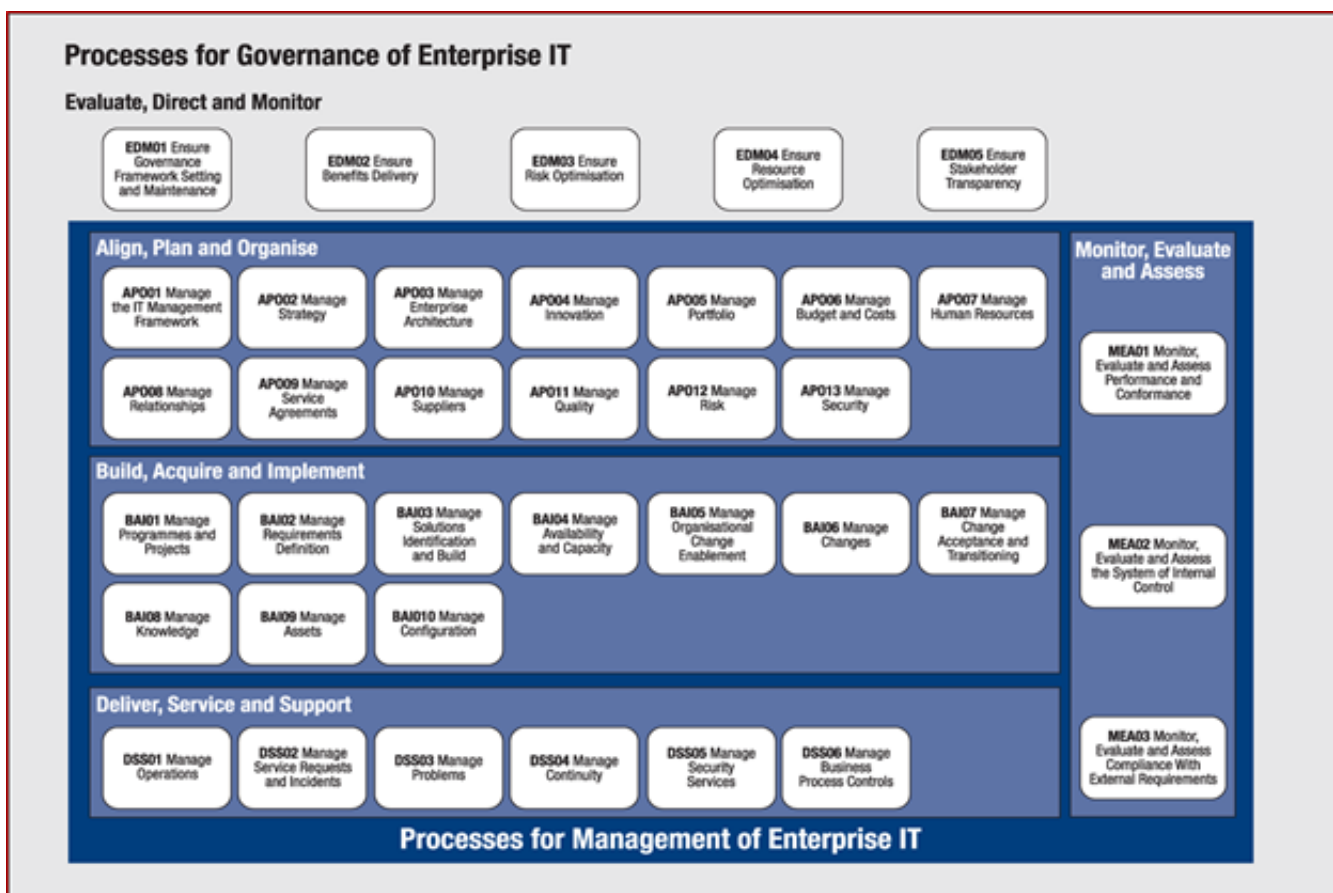 Processes for Governance of Enterprise IT
Evaluate, Direct and Monitor
EDM01 Ensure
Governance
Framework Setting
and Maintenance
EDM02 Ensure
Benefits Delivery
EDM03 Ensure
Risk Optimisation
EDM04 Ensure
Resource
Optimisation
EDM05 Ensure
Stakeholder
Transparency
Align, Plan and Organise
APO01 Manage
the IT Management
Framework
APO02 Manage
Strategy
APO03 Manage
Enterprise
Architecture
APO04 Manage
Innovation
APO05 Manage
Portfolio
APO06 Manage
Budget and Costs
APO07 Manage
Human Resources
APO08 Manage
Relationships
APO09 Manage
Service
Agreements
APO10 Manage
Suppliers
APO11 Manage
Quality
APO12 Manage
Risk
APO13 Manage
Security
Build, Acquire and Implement
BAI01 Manage
Programmes and
Projects
BAI02 Manage
Requirements
Definition
BAI03 Manage
Solutions
Identification
and Build
BAI04 Manage
Availability
and Capacity
BAI05 Manage
Organisational
Change
Enablement
BAI06 Manage
Changes
BAI07 Manage
Change
Acceptance and
Transitioning
BAI08 Manage
Knowledge
BAI09 Manage
Assets
BAI010 Manage
Configuration
Deliver, Service and Support
DSS01 Manage
Operations
DSS02 Manage
Service Requests
and Incidents
DSS03 Manage
Problems
DSS04 Manage
Continuity
DSS05 Manage
Security
Services
DSS06 Manage
Business
Process Controls
Monitor, Evaluate
and Assess
MEA01 Monitor,
Evaluate and Assess
Performance and
Conformance
MEA02 Monitor,
Evaluate and Assess
the System of Internal
Control
MEA03 Monitor,
Evaluate and Assess
Compliance With
External Requirements
Processes for Management of Enterprise IT